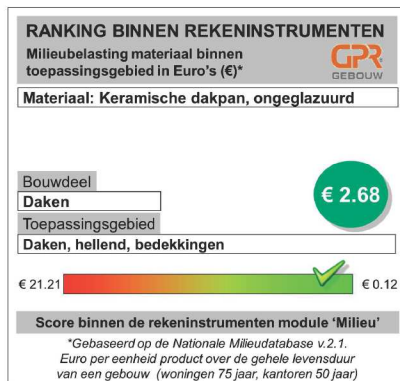 RANKING BINNEN REKENINSTRUMENTEN
Milieubelasting materiaal binnen
toepassingsgebied in Euro's (€)*
GPR
GEBOUW
Materiaal: Keramische dakpan, ongeglazuurd
Bouwdeel
Daken
€ 2.68
Toepassingsgebied
Daken, hellend, bedekkingen
€ 21.21
€ 0.12
Score binnen de rekeninstrumenten module ‘Milieu’
*Gebaseerd op de Nationale Milieudatabase v.2.1.
Euro per eenheid product over de gehele levensduur
van een gebouw (woningen 75 jaar, kantoren 50 jaar)